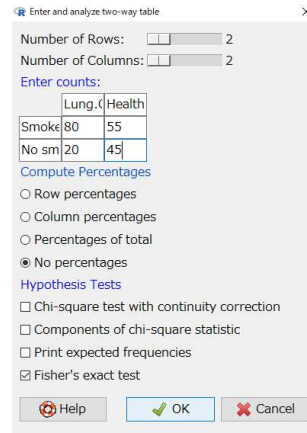 Enter and analyze two-way table
Number of Rows: 2
Number of Columns: 2
Enter counts:
Lung.( Health
Smoke 80 55
No sm 20 45
Compute Percentages
Row percentages
Column percentages
Percentages of total
No percentages
Hypothesis Tests
Chi-square test with continuity correction
Components of chi-square statistic
Print expected frequencies
Fisher's exact test
Help OK Cancel